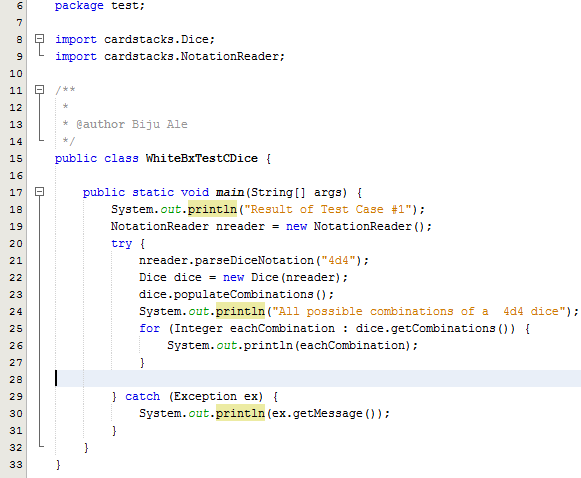 6 package test;
7
8 import cardstacks.Dice;
9 import cardstacks.NotationReader;
10
11 /**
12 *
13 * @author Biju Ale
14 */
15 public class WhiteBxTestCDice {
16
17 public static void main(String[] args) {
18 System.out.println("Result of Test Case #1");
19 NotationReader nreader = new NotationReader();
20 try {
21 nreader.parseDiceNotation("4d4");
22 Dice dice = new Dice(nreader);
23 dice.populateCombinations();
24 System.out.println("All possible combinations of a  4d4 dice");
25 for (Integer eachCombination : dice.getCombinations()) {
26 System.out.println(eachCombination);
27 }
28
29 } catch (Exception ex) {
30 System.out.println(ex.getMessage());
31 }
32 }
33 }